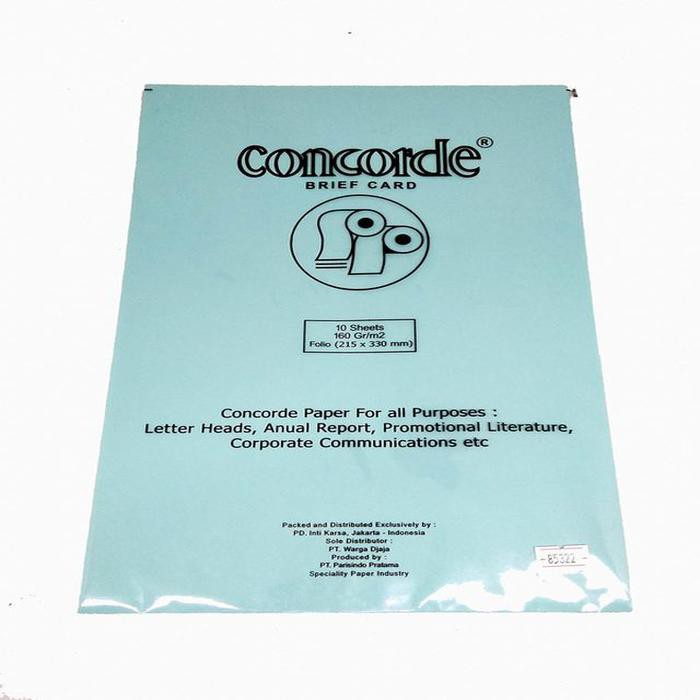 concorde®
BRIEF CARD
10 Sheets
160 Gr/m2
Folio (215 x 330 mm)
Concorde Paper For all Purposes :
Letter Heads, Anual Report, Promotional Literature,
Corporate Communications etc
Packed and Distributed Exclusively by :
PD. Inti Karsa, Jakarta - Indonesia
Sole Distributor :
PT. Warga Djaja
Produced by :
PT. Parisindo Pratama
Speciality Paper Industry
-85322-